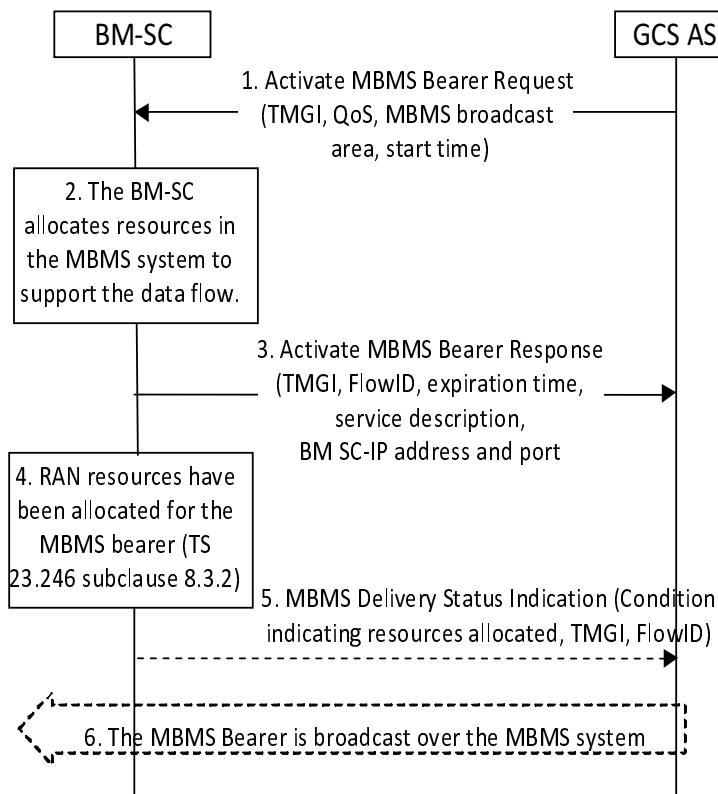 BM-SC
GCS AS
1. Activate MBMS Bearer Request
(TMGI, QoS, MBMS broadcast
area, start time)
2. The BM-SC
allocates resources in
the MBMS system to
support the data flow.
3. Activate MBMS Bearer Response
(TMGI, FlowID, expiration time,
service description,
BM SC-IP address and port
4. RAN resources have
been allocated for the
MBMS bearer (TS
23.246 subclause 8.3.2)
5. MBMS Delivery Status Indication (Condition
indicating resources allocated, TMGI, FlowID)
6. The MBMS Bearer is broadcast over the MBMS system